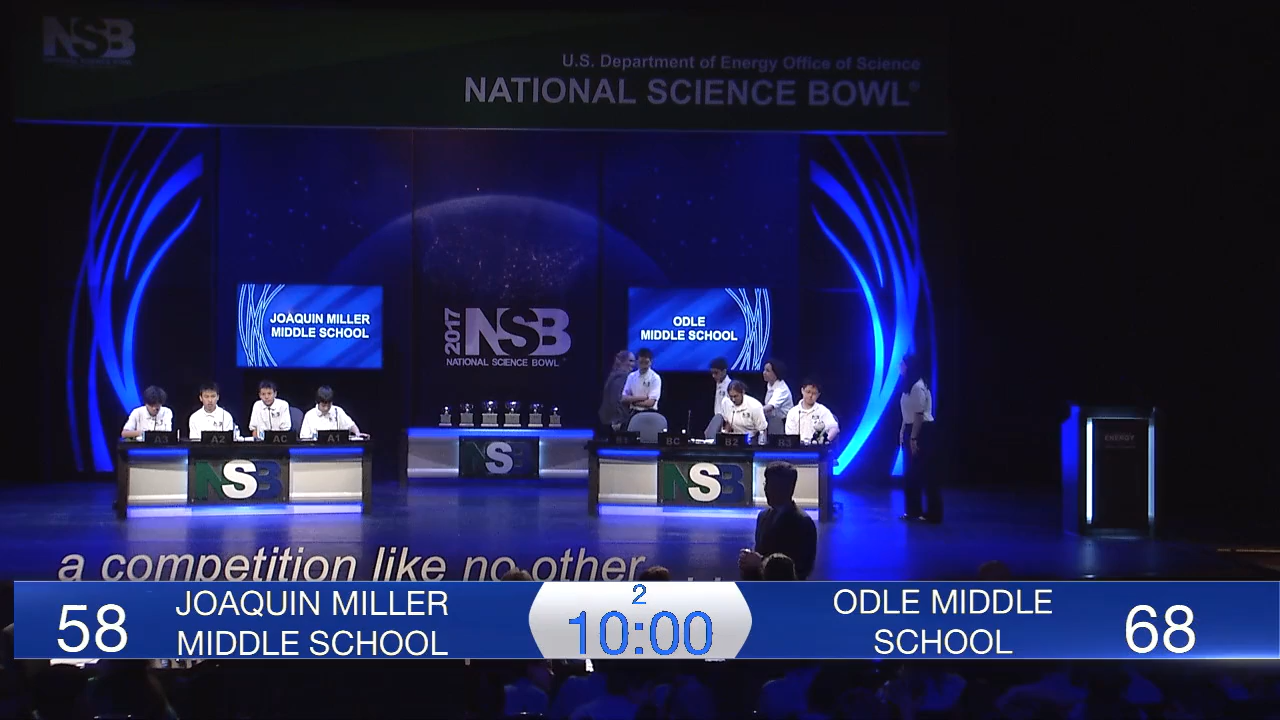 NSB
U.S. Department of Energy Office of Science
NATIONAL SCIENCE BOWL®
JOAQUIN MILLER
MIDDLE SCHOOL
2017 NSB
NATIONAL SCIENCE BOWL
ODLE
MIDDLE SCHOOL
A3 A2 AC A1
B1 BC B2 B3
NSB
S
NSB
ENERGY
a competition like no other
58
JOAQUIN MILLER
MIDDLE SCHOOL
2
10:00
ODLE MIDDLE
SCHOOL
68